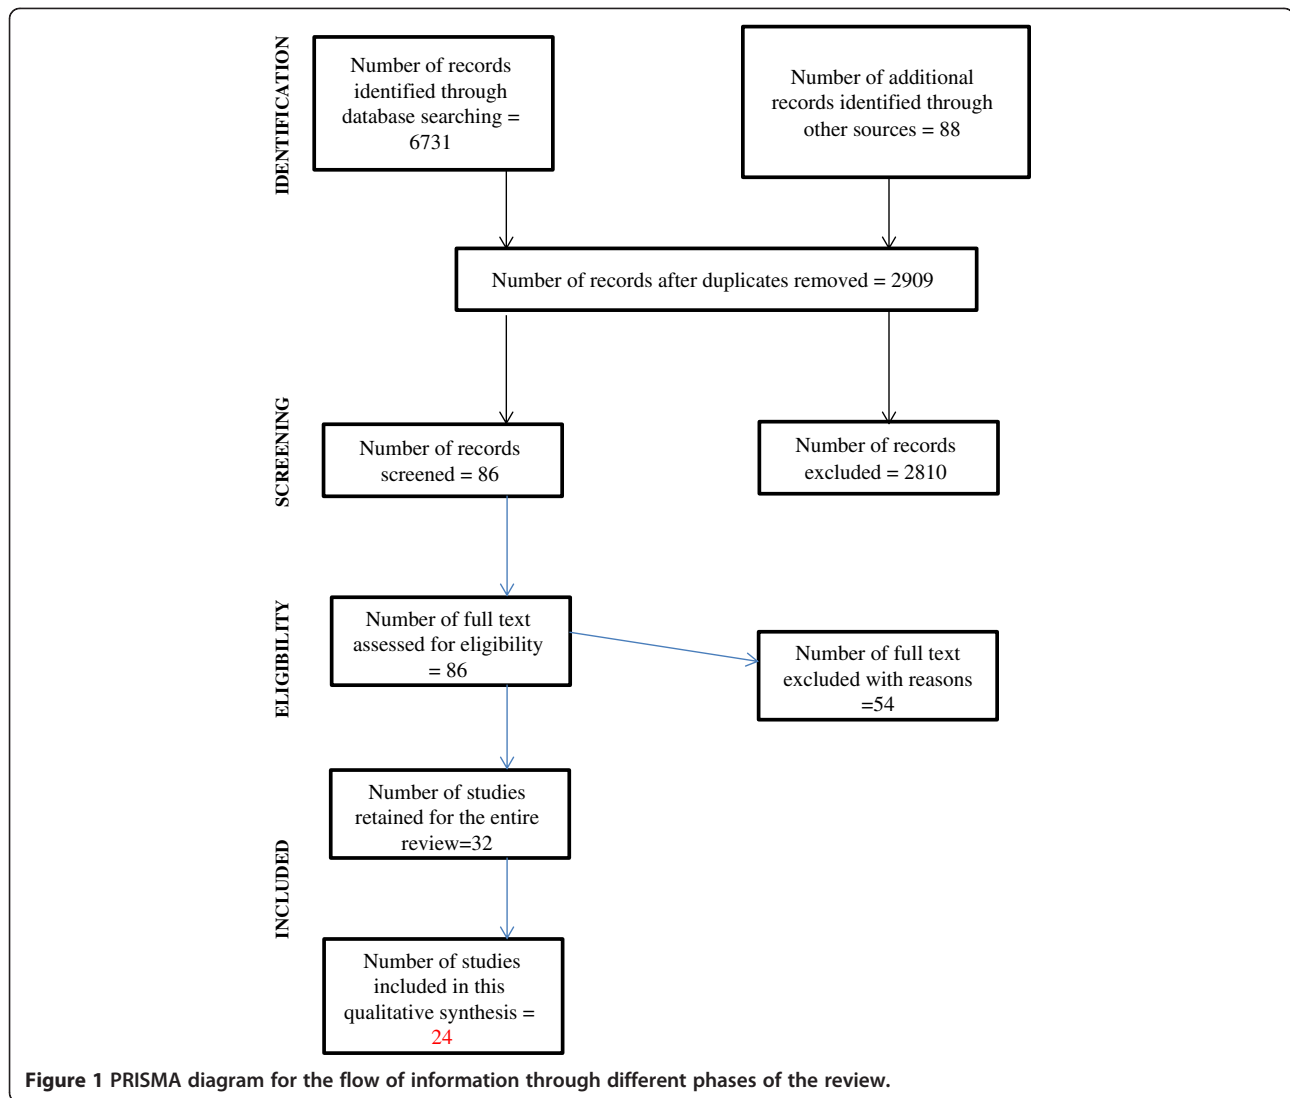 IDENTIFICATION
Number of records
identified through
database searching =
6731
Number of additional
records identified through
other sources = 88
Number of records after duplicates removed = 2909
SCREENING
Number of records
screened = 86
Number of records
excluded = 2810
ELIGIBILITY
Number of full text
assessed for eligibility
= 86
Number of full text
excluded with reasons
=54
INCLUDED
Number of studies
retained for the entire
review=32
Number of studies
included in this
qualitative synthesis =
24
Figure 1 PRISMA diagram for the flow of information through different phases of the review.